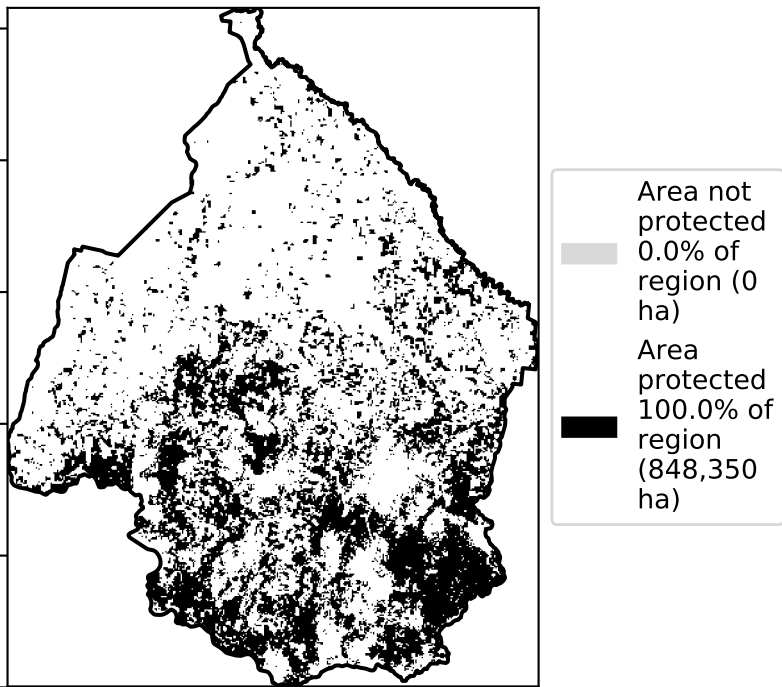 Area not
protected
0.0% of
region (0
ha)
Area
protected
100.0% of
region
(848,350
ha)